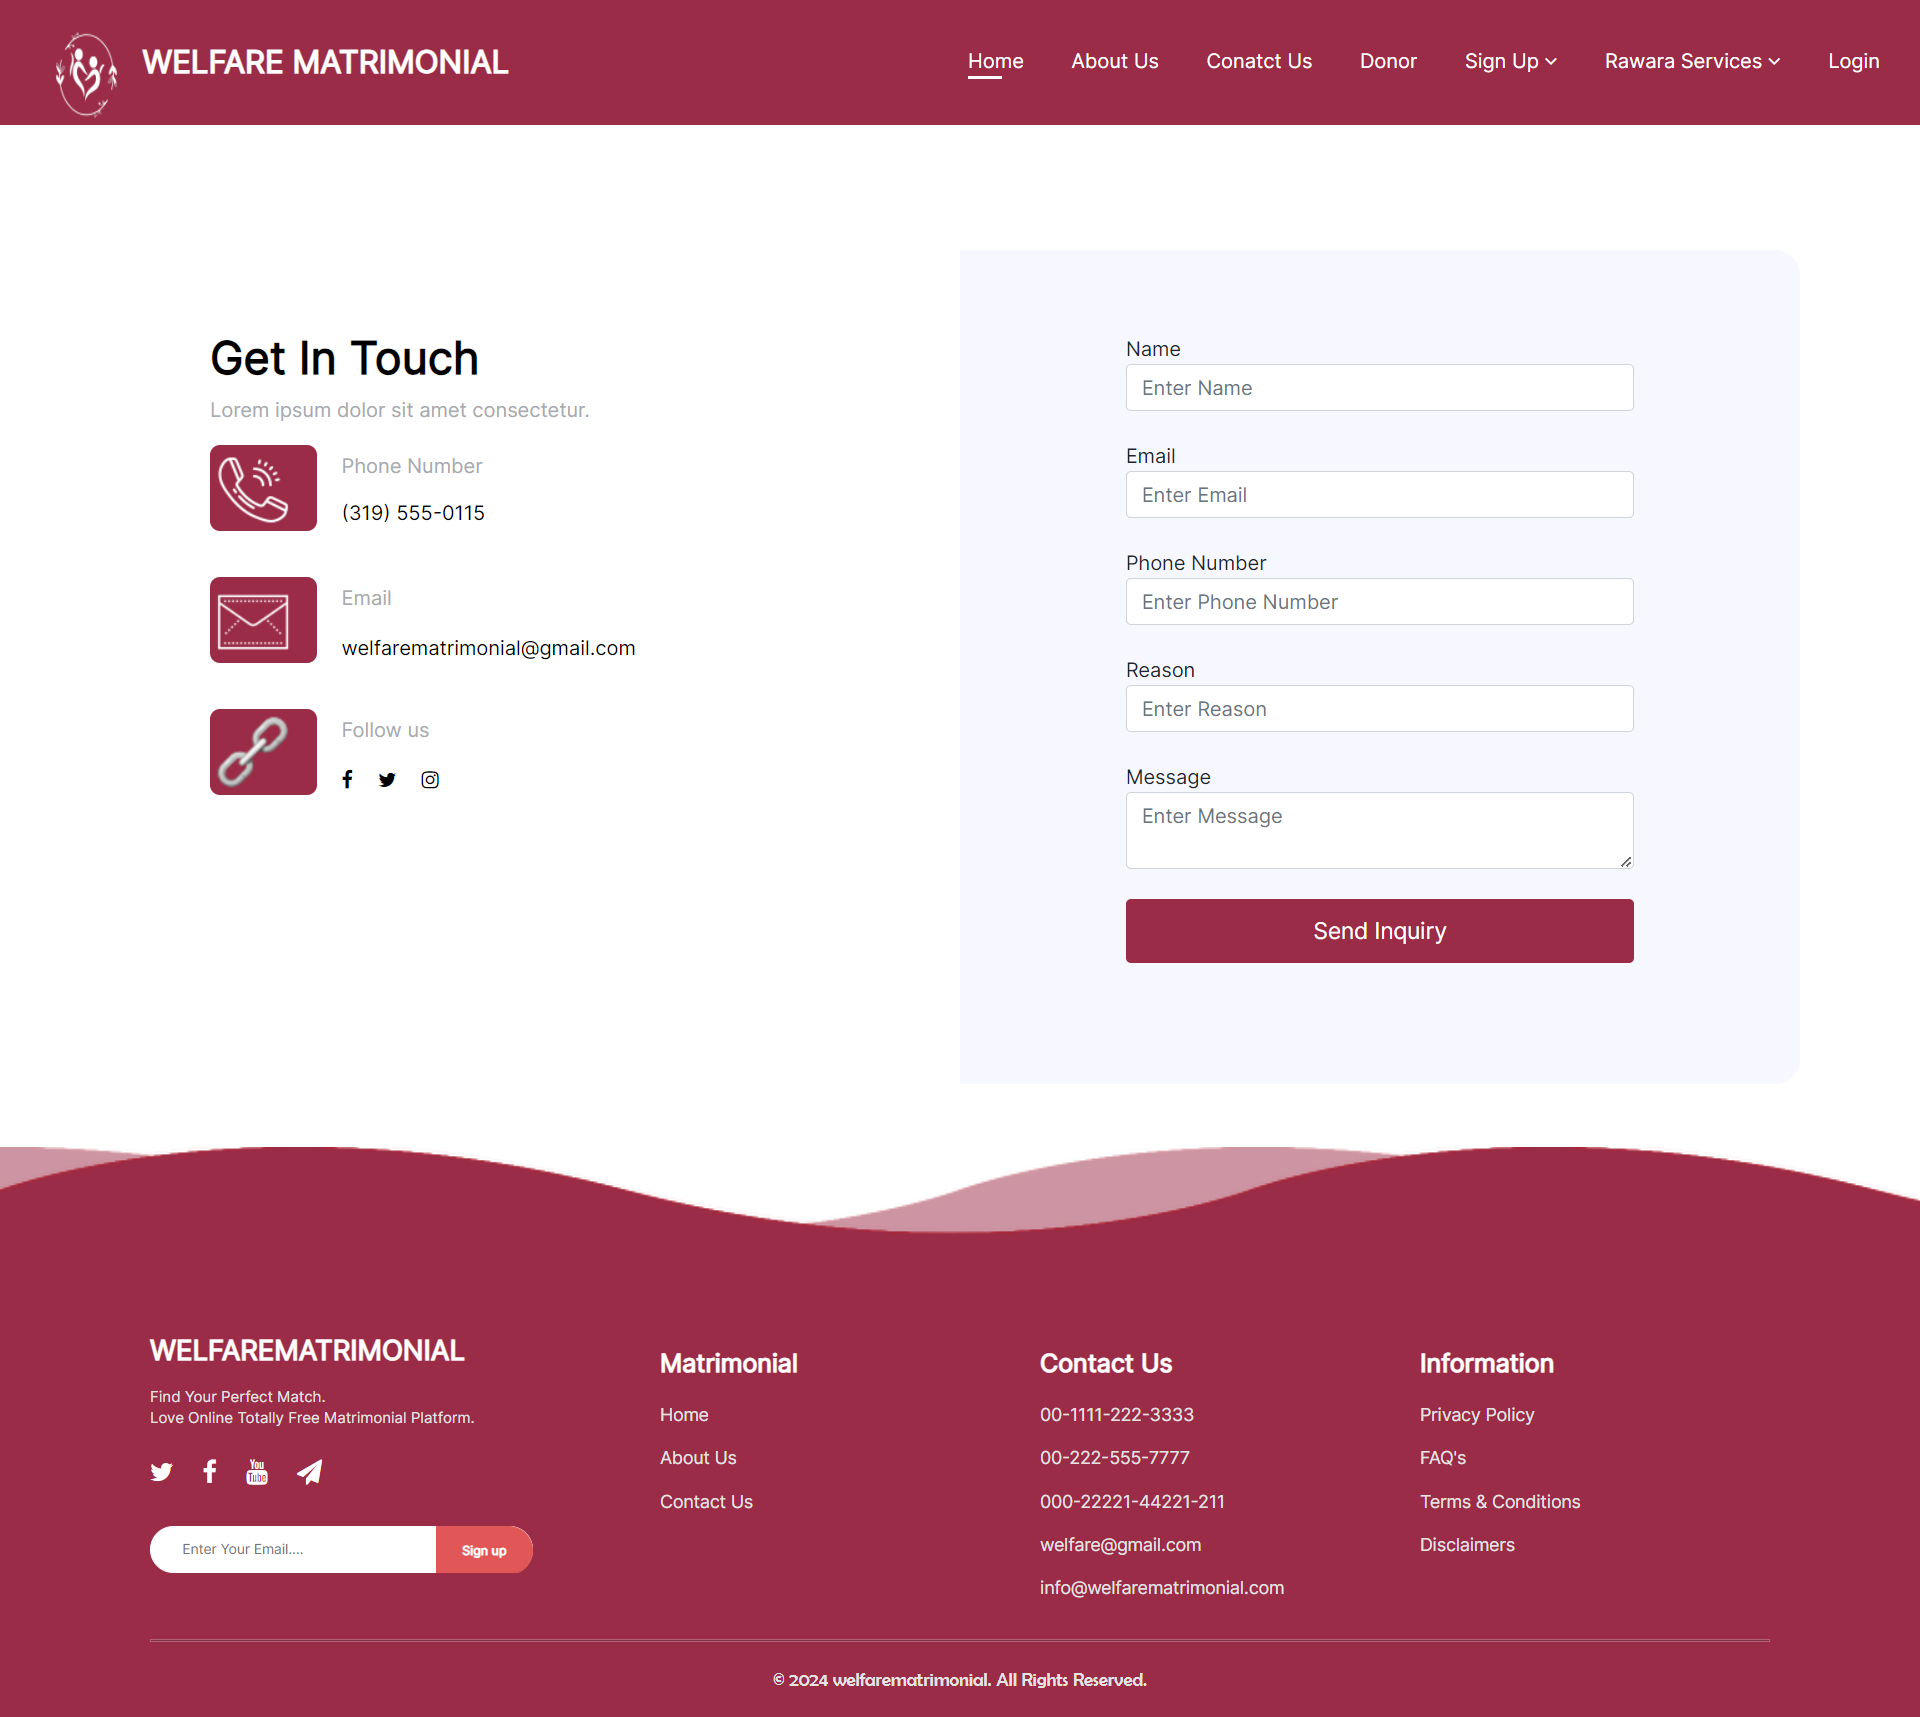 WELFARE MATRIMONIAL
Home
About Us
Conatct Us
Donor
Sign Up
Rawara Services
Login
Get In Touch
Lorem ipsum dolor sit amet consectetur.
Phone Number
(319) 555-0115
Email
welfarematrimonial@gmail.com
Follow us
Name
Enter Name
Email
Enter Email
Phone Number
Enter Phone Number
Reason
Enter Reason
Message
Enter Message
Send Inquiry
WELFAREMATRIMONIAL
Find Your Perfect Match.
Love Online Totally Free Matrimonial Platform.
You
Tube
Enter Your Email....
Sign up
Matrimonial
Home
About Us
Contact Us
Contact Us
00-1111-222-3333
00-222-555-7777
000-22221-44221-211
welfare@gmail.com
info@welfarematrimonial.com
Information
Privacy Policy
FAQ's
Terms & Conditions
Disclaimers
© 2024 welfarematrimonial. All Rights Reserved.